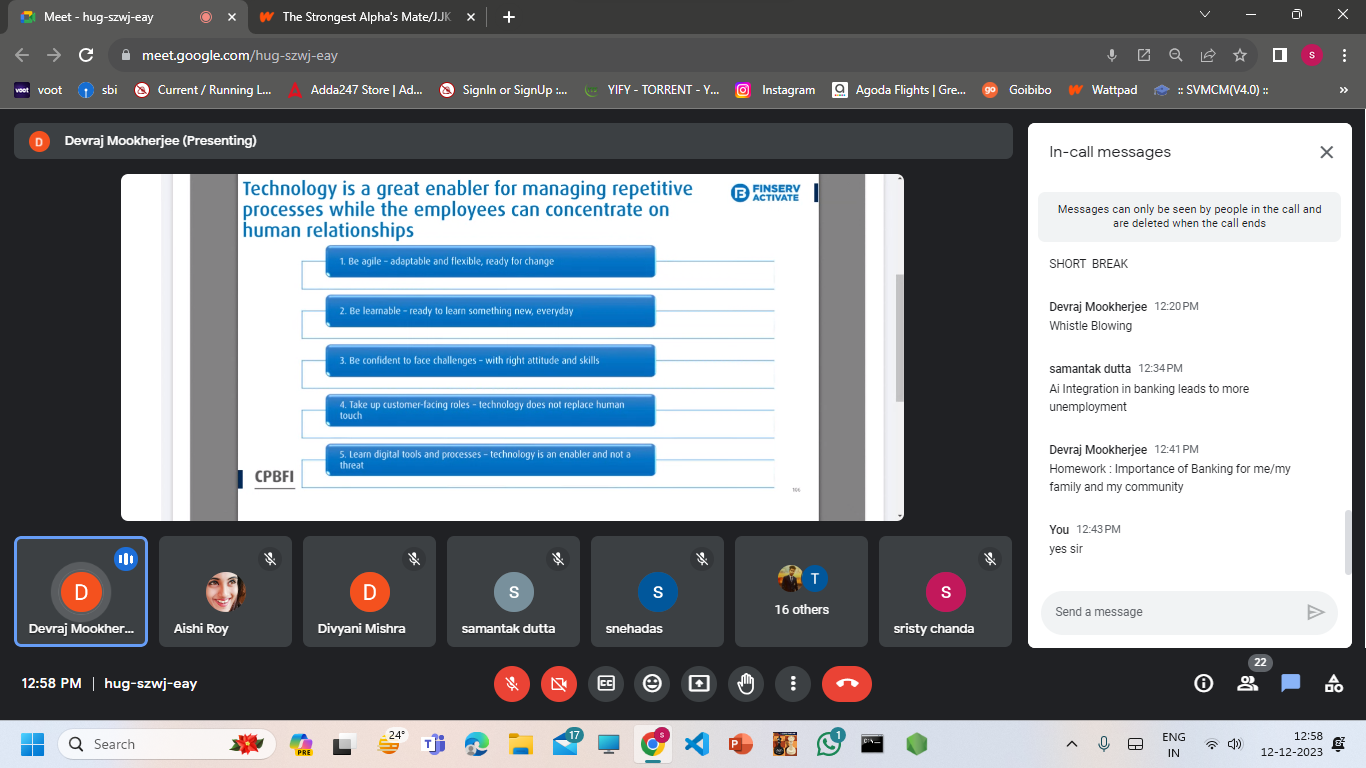 Meet - hug-szwj-eay
The Strongest Alpha's Mate/JJK
meet.google.com/hug-szwj-eay
S
voot
voot
sbi
Current / Running L...
Adda247 Store | Ad...
SignIn or SignUp :...
YIFY - TORRENT - Y...
Instagram
Agoda Flights | Gre...
go
Goibibo
Wattpad
:: SVMCM(V4.0) ::
»
D
Devraj Mookherjee (Presenting)
Technology is a great enabler for managing repetitive
processes while the employees can concentrate on
human relationships
FINSERV
ACTIVATE
1. Be agile – adaptable and flexible, ready for change
2. Be learnable – ready to learn something new, everyday
3. Be confident to face challenges – with right attitude and skills
4. Take up customer-facing roles – technology does not replace human
touch
5. Learn digital tools and processes – technology is an enabler and not a
threat
CPBFI
106
In-call messages
Messages can only be seen by people in the call and
are deleted when the call ends
SHORT BREAK
Devraj Mookherjee 12:20 PM
Whistle Blowing
samantak dutta 12:34 PM
Ai Integration in banking leads to more
unemployment
Devraj Mookherjee 12:41 PM
Homework : Importance of Banking for me/my
family and my community
You 12:43 PM
yes sir
Send a message
D
Devraj Mookher...
Aishi Roy
D
Divyani Mishra
S
samantak dutta
S
snehadas
T
16 others
S
sristy chanda
12:58 PM | hug-szwj-eay
CC
22
Search
PRE
24°
17
S
1
ENG
IN
12:58
12-12-2023